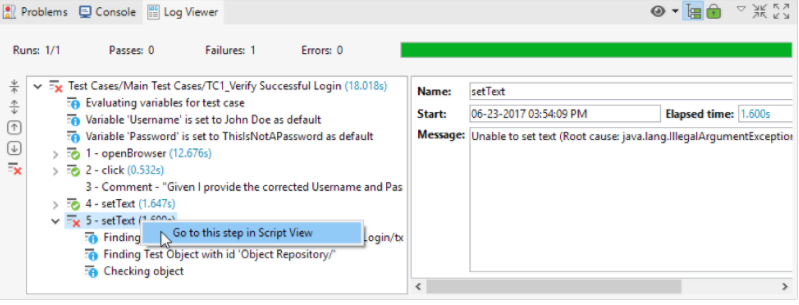 Problems Console Log Viewer
Runs: 1/1 Passes: 0 Failures: 1 Errors: 0
Test Cases/Main Test Cases/TC1_Verify Successful Login (18.018s)
Evaluating variables for test case
Variable 'Username' is set to John Doe as default
Variable 'Password' is set to ThisIsNotAPassword as default
1 - openBrowser (12.676s)
2 - click (0.532s)
3 - Comment - "Given I provide the corrected Username and Pas
4 - setText (1.647s)
5 - setText (1.600s)
Go to this step in Script View
Finding Login/tx
Finding Test Object with id 'Object Repository/'
Checking object
Name: setText
Start: 06-23-2017 03:54:09 PM Elapsed time: 1.600s
Message: Unable to set text (Root cause: java.lang.IllegalArgumentException